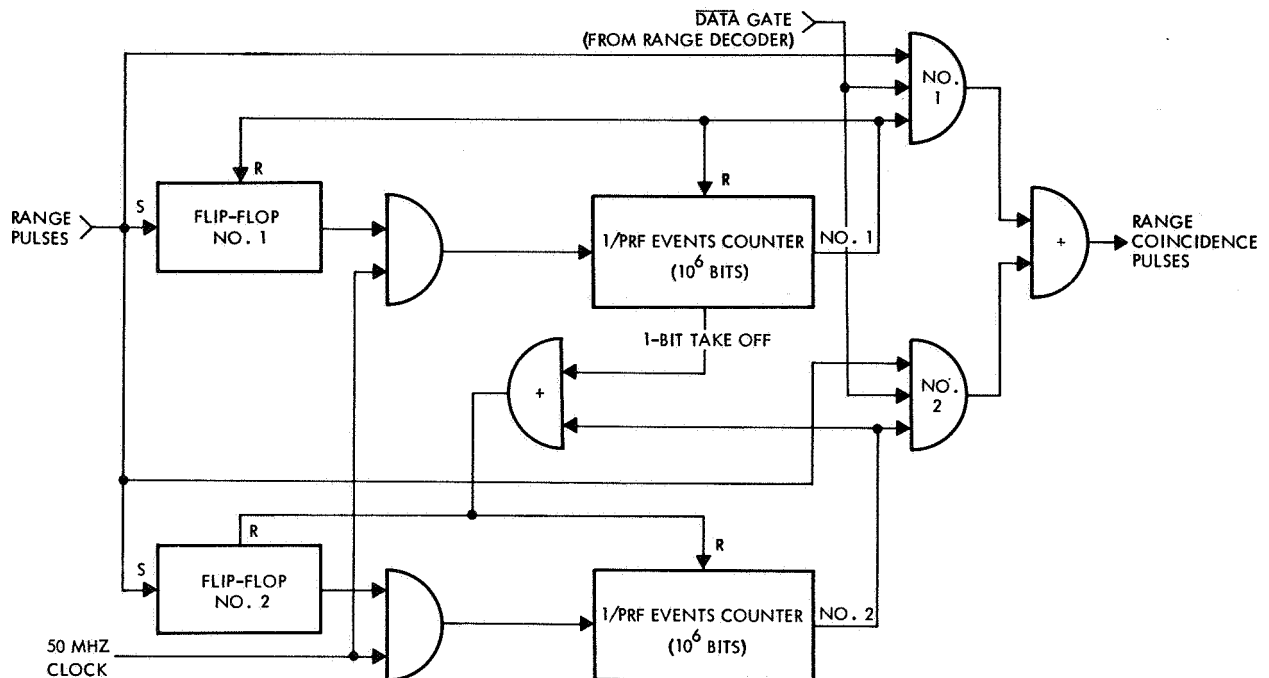 DATA GATE
(FROM RANGE DECODER)
NO.
1
R
R
S
RANGE
PULSES
FLIP-FLOP
NO. 1
1/PRF EVENTS COUNTER
(10⁶ BITS)
NO. 1
+
RANGE
COINCIDENCE
PULSES
1-BIT TAKE OFF
+
NO.
2
R
R
S
FLIP-FLOP
NO. 2
1/PRF EVENTS COUNTER
(10⁶ BITS)
NO. 2
50 MHZ
CLOCK